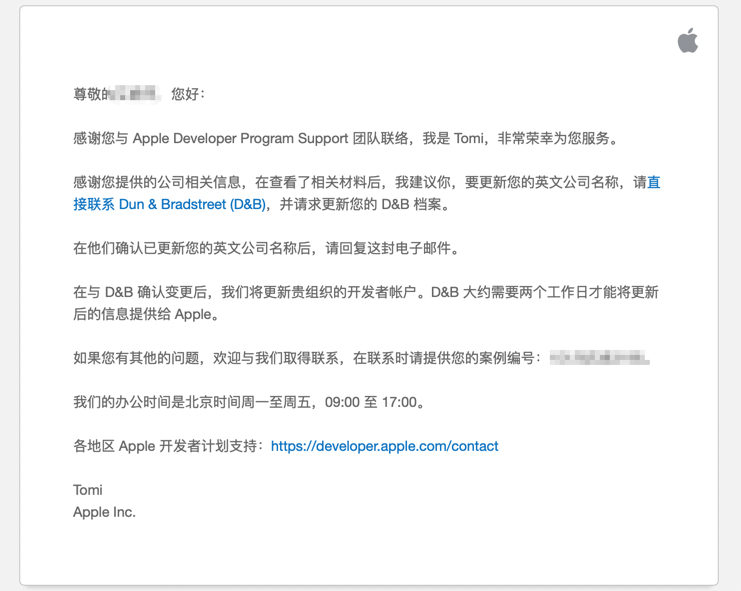 尊敬的 您好：
感谢您与 Apple Developer Program Support 团队联络，我是 Tomi，非常荣幸为您服务。
感谢您提供的公司相关信息，在查看了相关材料后，我建议你，要更新您的英文公司名称，请直
接联系 Dun & Bradstreet (D&B)，并请求更新您的 D&B 档案。
在他们确认已更新您的英文公司名称后，请回复这封电子邮件。
在与 D&B 确认变更后，我们将更新贵组织的开发者帐户。D&B 大约需要两个工作日才能将更新
后的信息提供给 Apple。
如果您有其他的问题，欢迎与我们取得联系，在联系时请提供您的案例编号：
我们的办公时间是北京时间周一至周五，09:00 至 17:00。
各地区 Apple 开发者计划支持：https://developer.apple.com/contact
Tomi
Apple Inc.